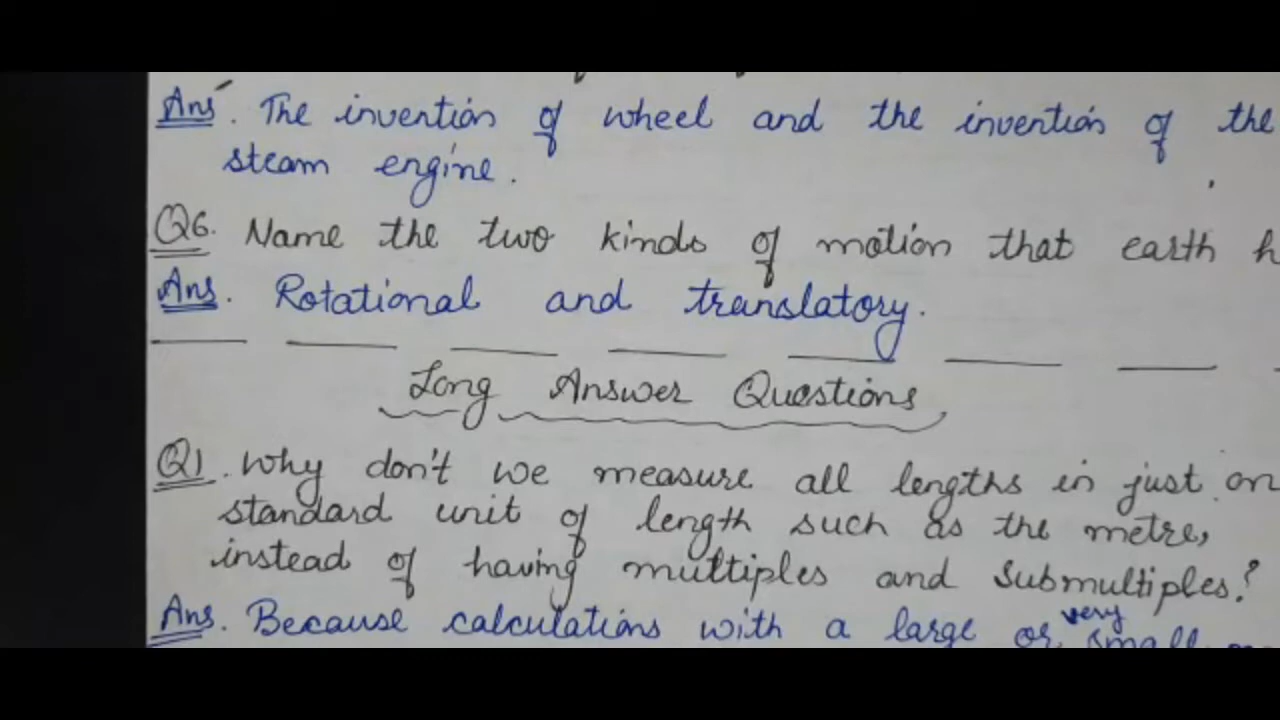 Ans. The invention of wheel and the invention of the
steam engine.
Q6. Name the two kinds of motion that earth
Ans. Rotational and translatory.
Long Answer Questions
Q1. Why don't we measure all lengths in just
standard unit of length such as the metre,
instead of having multiples and submultiples?
Ans. Because calculations with a large or very small